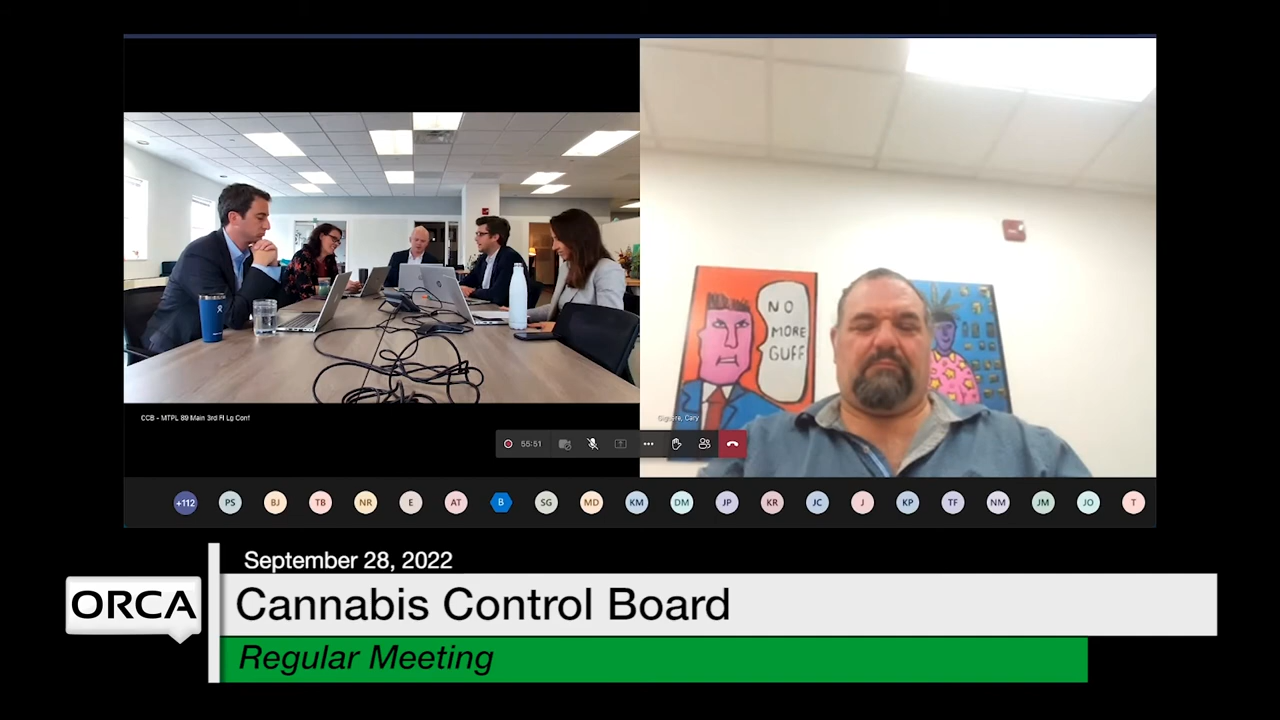 NO
MORE
GUFF
CCB - MTPL 89 Main 3rd Fl Lg Conf
Cary
55:51
+112
PS
BJ
TB
NR
E
AT
B
SG
MD
KM
DM
JP
KR
JC
J
KP
TF
NM
JM
JO
T
September 28, 2022
ORCA
Cannabis Control Board
Regular Meeting